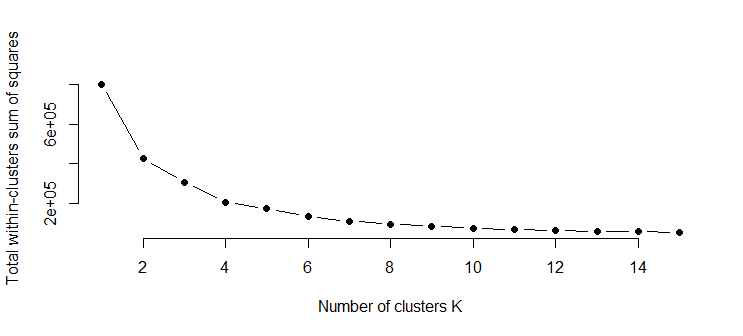 Total within-clusters sum of squares
6e+05
2e+05
2 4 6 8 10 12 14
Number of clusters K